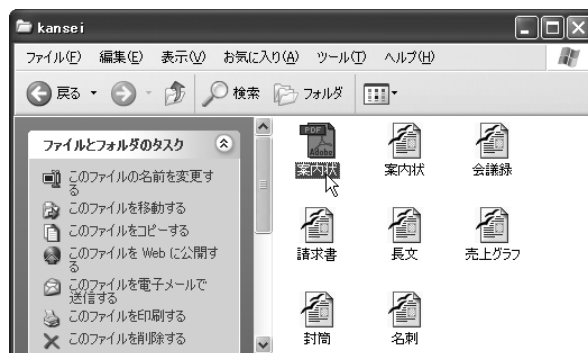 kansei
ファイル(F) 編集(E) 表示(V) お気に入り(A) ツール(T) ヘルプ(H)
戻る 検索 フォルダ
ファイルとフォルダのタスク
このファイルの名前を変更す
る
このファイルを移動する
このファイルをコピーする
このファイルを Web に公開す
る
このファイルを電子メールで
送信する
このファイルを印刷する
このファイルを削除する
PDF
Adobe
案内状 案内状 会議録
請求書 長文 売上グラフ
封筒 名刺